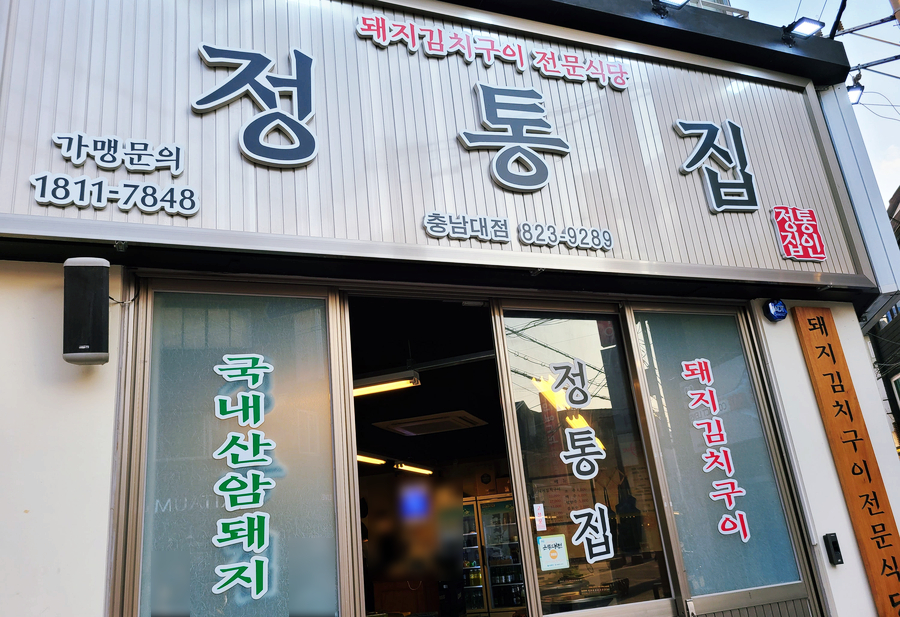 돼지김치구이 전문식당
정통집
가맹문의
1811-7848
충남대점 823-9289
정통
집인
국내산암돼지
정통집
돼지김치구이
돼지김치구이전문식당